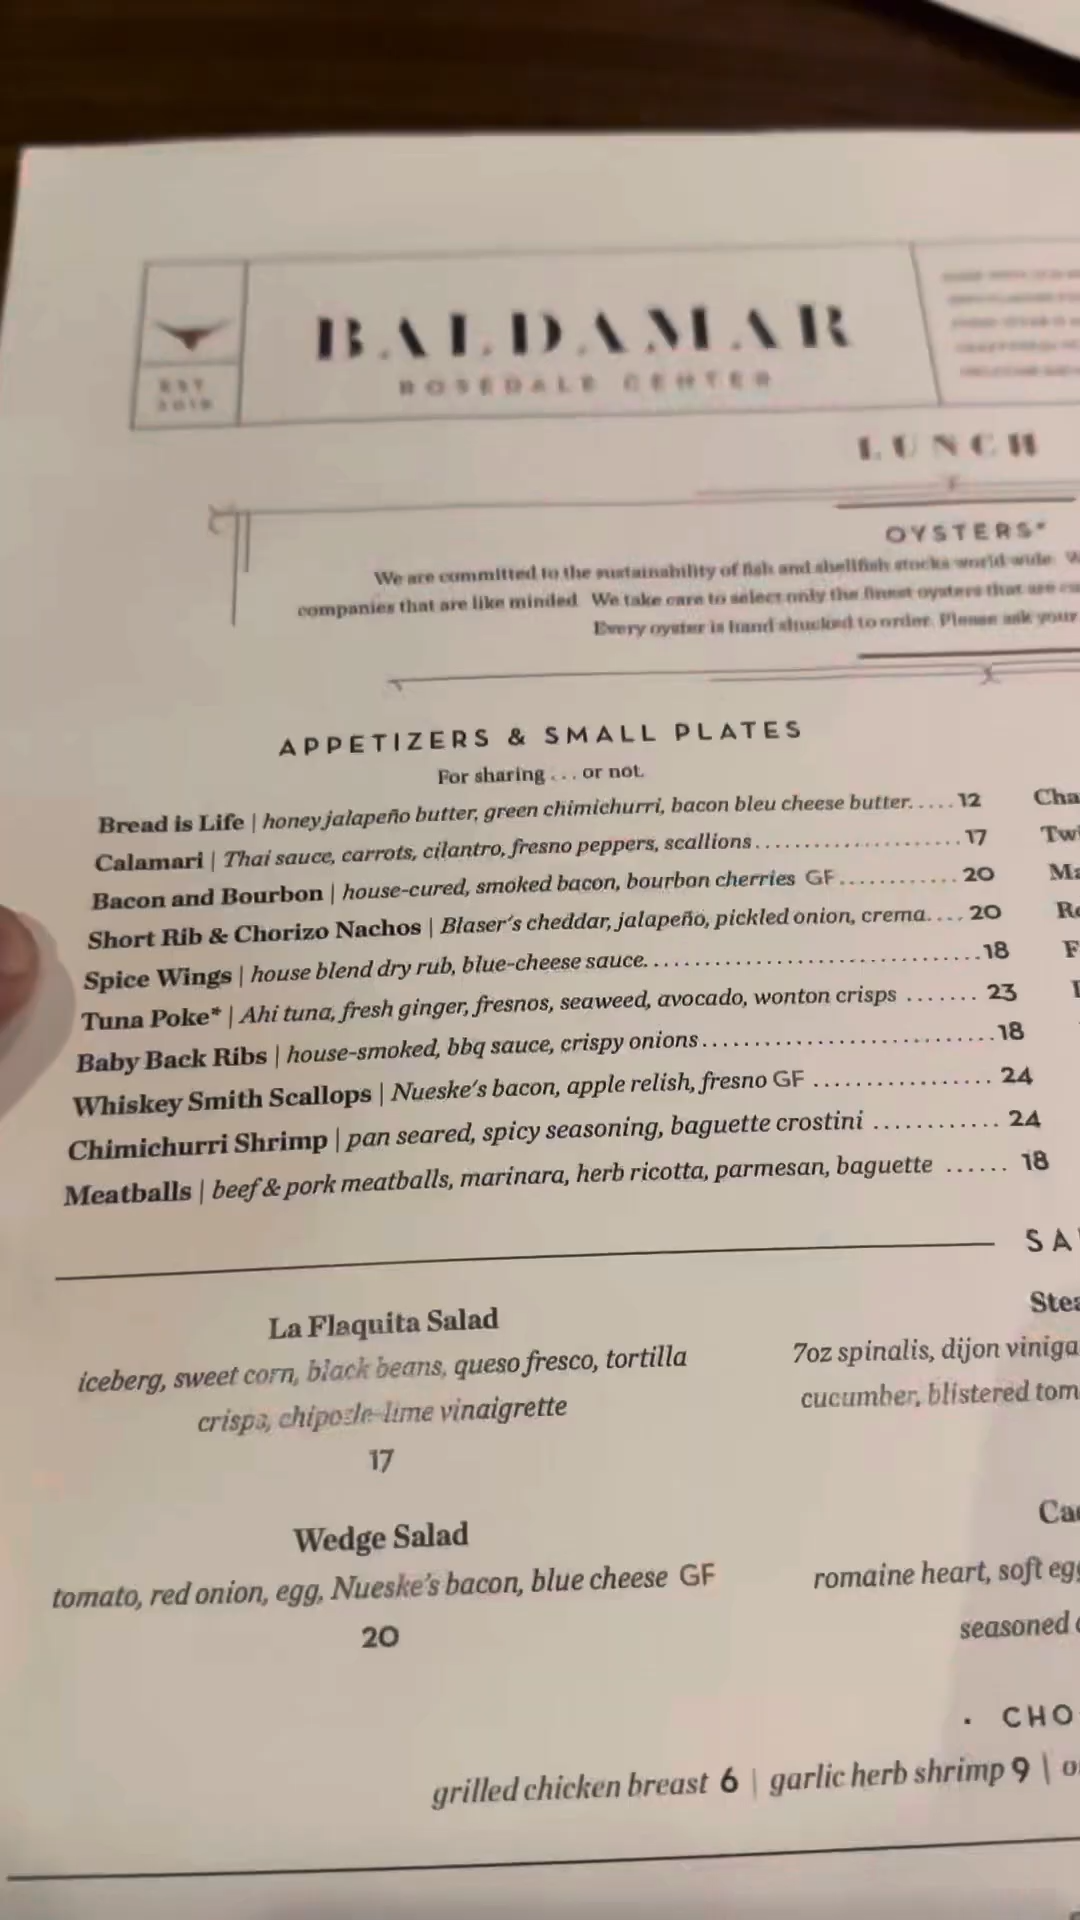 BALDAMAR
ROSEDALE CENTER
EST
LUNCH
OYSTERS*
We are committed to the sustainability of fish and shellfish stocks world wide. W
companies that are like minded. We take care to select only the finest oysters that are
Every oyster is hand shucked to order. Please ask your
APPETIZERS & SMALL PLATES
For sharing . . . or not.
Bread is Life | honey jalapeño butter, green chimichurri, bacon bleu cheese butter.....12
Calamari | Thai sauce, carrots, cilantro, fresno peppers, scallions.....................17
Bacon and Bourbon | house-cured, smoked bacon, bourbon cherries GF............20
Short Rib & Chorizo Nachos | Blaser's cheddar, jalapeño, pickled onion, crema....20
Spice Wings | house blend dry rub, blue-cheese sauce..................................18
Tuna Poke* | Ahi tuna, fresh ginger, fresnos, seaweed, avocado, wonton crisps .......23
Baby Back Ribs | house-smoked, bbq sauce, crispy onions.............................18
Whiskey Smith Scallops | Nueske's bacon, apple relish, fresno GF .................24
Chimichurri Shrimp | pan seared, spicy seasoning, baguette crostini ............24
Meatballs | beef & pork meatballs, marinara, herb ricotta, parmesan, baguette ......18
Cha
Tw
Ma
Re
F
SA
La Flaquita Salad
iceberg, sweet corn, black beans, queso fresco, tortilla
crisps, chipotle-lime vinaigrette
17
Stea
7oz spinalis, dijon viniga
cucumber, blistered tom
Wedge Salad
tomato, red onion, egg, Nueske's bacon, blue cheese GF
20
Ca
romaine heart, soft egg
seasoned
· CHO
grilled chicken breast 6 | garlic herb shrimp 9 | o